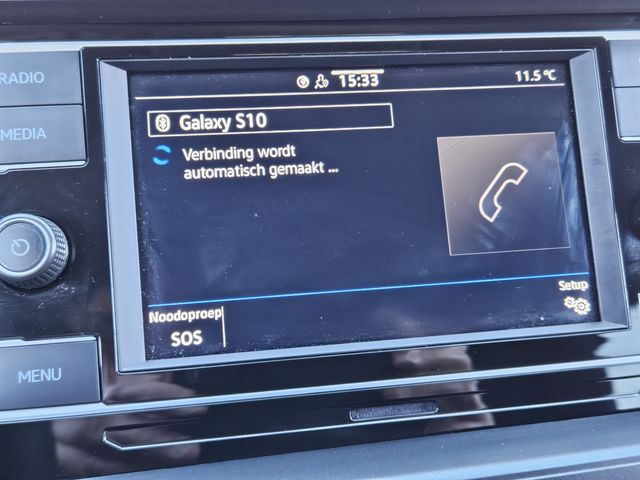 RADIO
15:33
11.5 °C
MEDIA
Galaxy S10
Verbinding wordt
automatisch gemaakt ...
Setup
Noodoproep
SOS
MENU